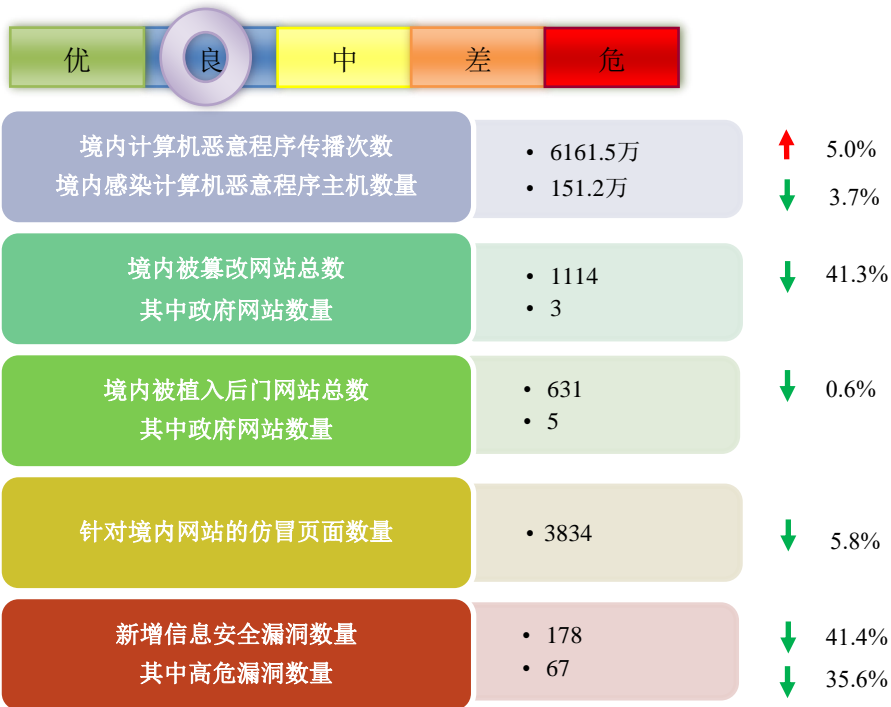 优 良 中 差 危
境内计算机恶意程序传播次数
境内感染计算机恶意程序主机数量
• 6161.5万
• 151.2万
5.0%
3.7%
境内被篡改网站总数
其中政府网站数量
• 1114
• 3
41.3%
境内被植入后门网站总数
其中政府网站数量
• 631
• 5
0.6%
针对境内网站的仿冒页面数量
• 3834
5.8%
新增信息安全漏洞数量
其中高危漏洞数量
• 178
• 67
41.4%
35.6%